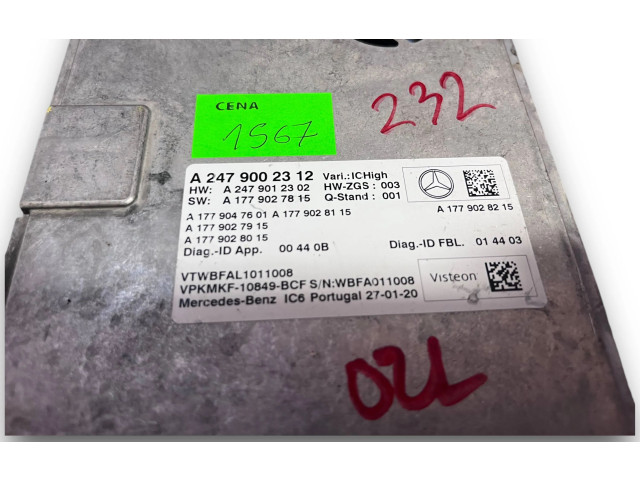 232
CENA
1567
A 247 900 23 12 Vari.:ICHigh
HW: A 247 901 23 02 HW-ZGS : 003
SW: A 177 902 78 15 Q-Stand : 001
A 177 904 76 01 A 177 902 81 15
A 177 902 82 15
A 177 902 79 15
A 177 902 80 15
Diag.-ID App. 00 44 0B Diag.-ID FBL. 01 44 03
VTWBFAL1011008
VPKMKF-10849-BCF S/N:WBFA011008
Visteon
Mercedes-Benz IC6 Portugal 27-01-20